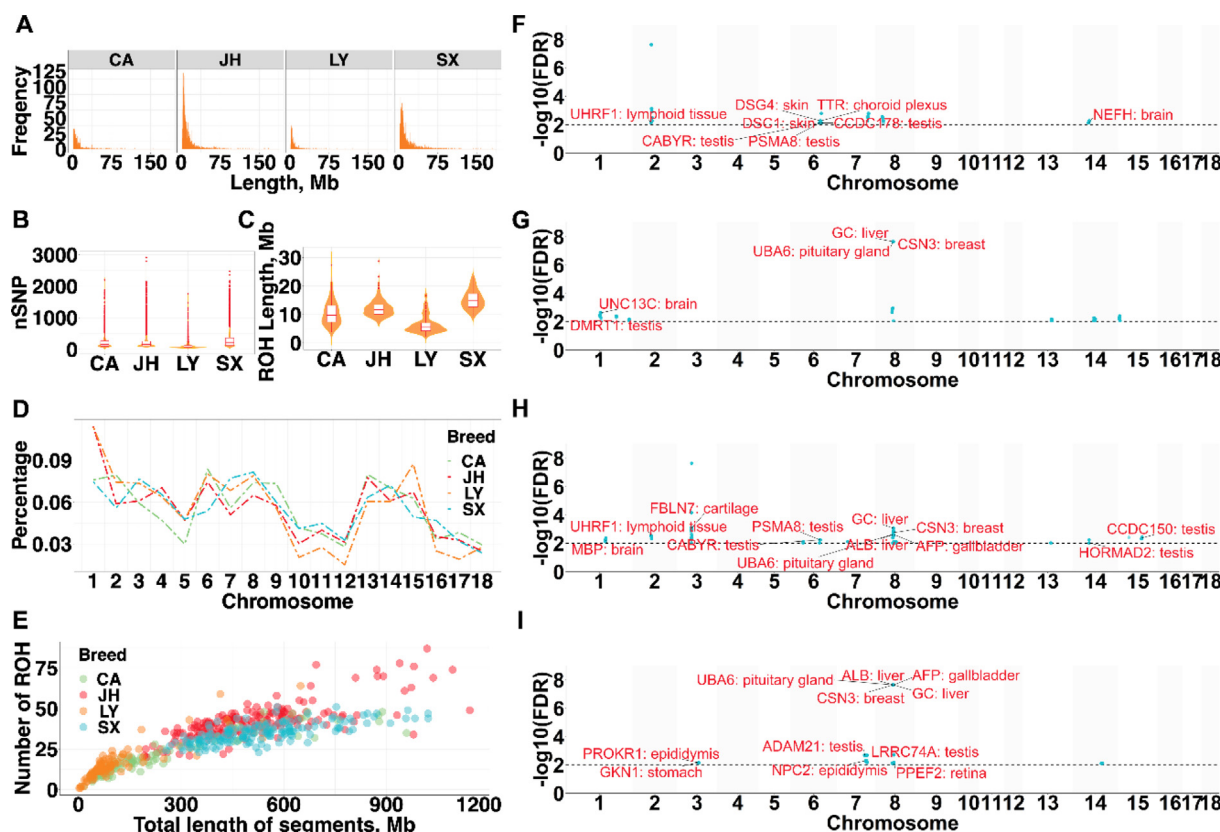 A
CA JH LY SX
Freqency
125
100
75
50
25
0
0 75 150 0 75 150 0 75 150 0 75 150
Length, Mb
B
nSNP
3000
2000
1000
0
CA JH LY SX
C
ROH Length, Mb
30
20
10
0
CA JH LY SX
D
Percentage
0.09
0.06
0.03
Breed
CA
JH
LY
SX
1 2 3 4 5 6 7 8 9 10 11 12 13 14 15 16 17 18
Chromosome
E
Number of ROH
75
50
25
0
Breed
CA
JH
LY
SX
0 300 600 900 1200
Total length of segments, Mb
F
-log10(FDR)
8
6
4
2
0
DSG4: skin TTR: choroid plexus
UHRF1: lymphoid tissue
NEFH: brain
DSC1: skin CCDC178: testis
CABYR: testis PSMA8: testis
1 2 3 4 5 6 7 8 9 10 11 12 13 14 15 16 17 18
Chromosome
G
-log10(FDR)
8
6
4
2
0
GC: liver
CSN3: breast
UBA6: pituitary gland
UNC13C: brain
DMRT1: testis
1 2 3 4 5 6 7 8 9 10 11 12 13 14 15 16 17 18
Chromosome
H
-log10(FDR)
8
6
4
2
0
FBLN7: cartilage
GC: liver
UHRF1: lymphoid tissue
PSMA8: testis
CSN3: breast
CCDC150: testis
MBP: brain
CABYR: testis
ALB: liver
AFP: gallbladder
HORMAD2: testis
UBA6: pituitary gland
1 2 3 4 5 6 7 8 9 10 11 12 13 14 15 16 17 18
Chromosome
I
-log10(FDR)
8
6
4
2
0
ALB: liver AFP: gallbladder
UBA6: pituitary gland
CSN3: breast GC: liver
ADAM21: testis LRRC74A: testis
PROKR1: epididymis
GKN1: stomach
NPC2: epididymis PPEF2: retina
1 2 3 4 5 6 7 8 9 10 11 12 13 14 15 16 17 18
Chromosome